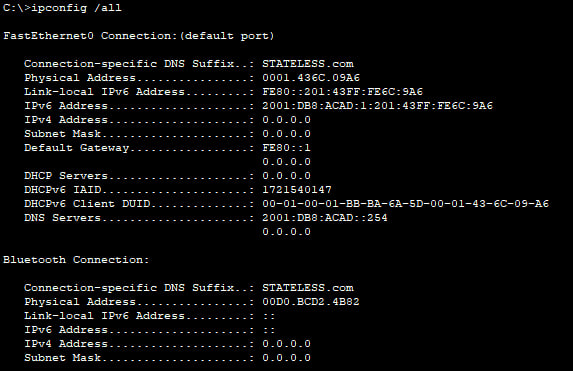 C:\>ipconfig /all
FastEthernet0 Connection:(default port)
Connection-specific DNS Suffix..: STATELESS.com
Physical Address................: 0001.436C.09A6
Link-local IPv6 Address.........: FE80::201:43FF:FE6C:9A6
IPv6 Address....................: 2001:DB8:ACAD:1:201:43FF:FE6C:9A6
IPv4 Address....................: 0.0.0.0
Subnet Mask.....................: 0.0.0.0
Default Gateway.................: FE80::1
0.0.0.0
DHCP Servers....................: 0.0.0.0
DHCPv6 IAID.....................: 1721540147
DHCPv6 Client DUID..............: 00-01-00-01-BB-BA-6A-5D-00-01-43-6C-09-A6
DNS Servers.....................: 2001:DB8:ACAD::254
0.0.0.0
Bluetooth Connection:
Connection-specific DNS Suffix..: STATELESS.com
Physical Address................: 00D0.BCD2.4B82
Link-local IPv6 Address.........: ::
IPv6 Address....................: ::
IPv4 Address....................: 0.0.0.0
Subnet Mask.....................: 0.0.0.0